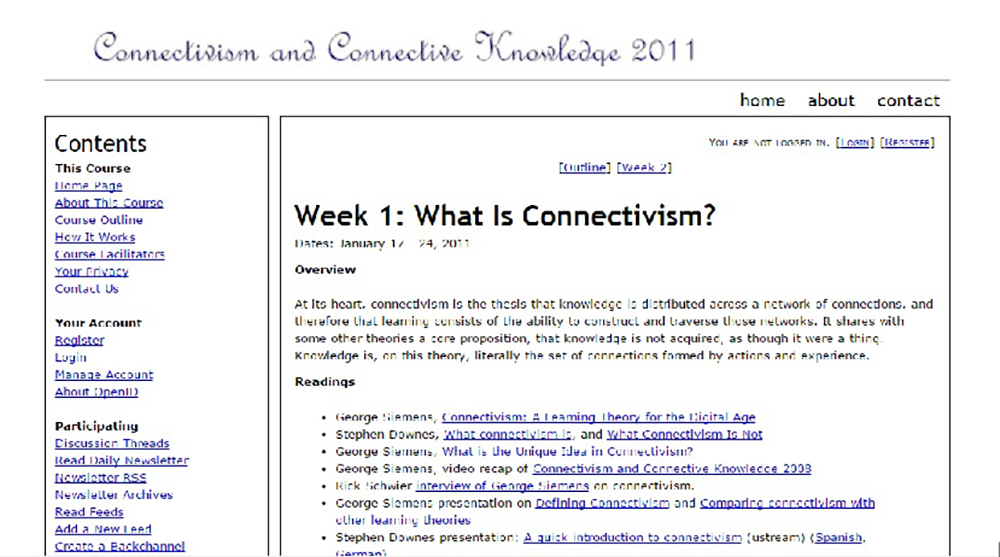 Connectivism and Connective Knowledge 2011
home about contact
Contents
This Course
Home Page
About This Course
Course Outline
How It Works
Course Facilitators
Your Privacy
Contact Us
Your Account
Register
Login
Manage Account
About OpenID
Participating
Discussion Threads
Read Daily Newsletter
Newsletter RSS
Newsletter Archives
Read Feeds
Add a New Feed
Create a Backchannel
You are not logged in. [Login] [Register]
[Outline] [Week 2]
Week 1: What Is Connectivism?
Dates: January 17 - 24, 2011
Overview
At its heart, connectivism is the thesis that knowledge is distributed across a network of connections, and
therefore that learning consists of the ability to construct and traverse those networks. It shares with
some other theories a core proposition, that knowledge is not acquired, as though it were a thing.
Knowledge is, on this theory, literally the set of connections formed by actions and experience.
Readings
• George Siemens, Connectivism: A Learning Theory for the Digital Age
• Stephen Downes, What connectivism is, and What Connectivism Is Not
• George Siemens, What is the Unique Idea in Connectivism?
• George Siemens, video recap of Connectivism and Connective Knowledge 2008
• Rick Schwier interview of George Siemens on connectivism.
• George Siemens presentation on Defining Connectivism and Comparing connectivism with
other learning theories
• Stephen Downes presentation: A quick introduction to connectivism (ustream) (Spanish,
German)